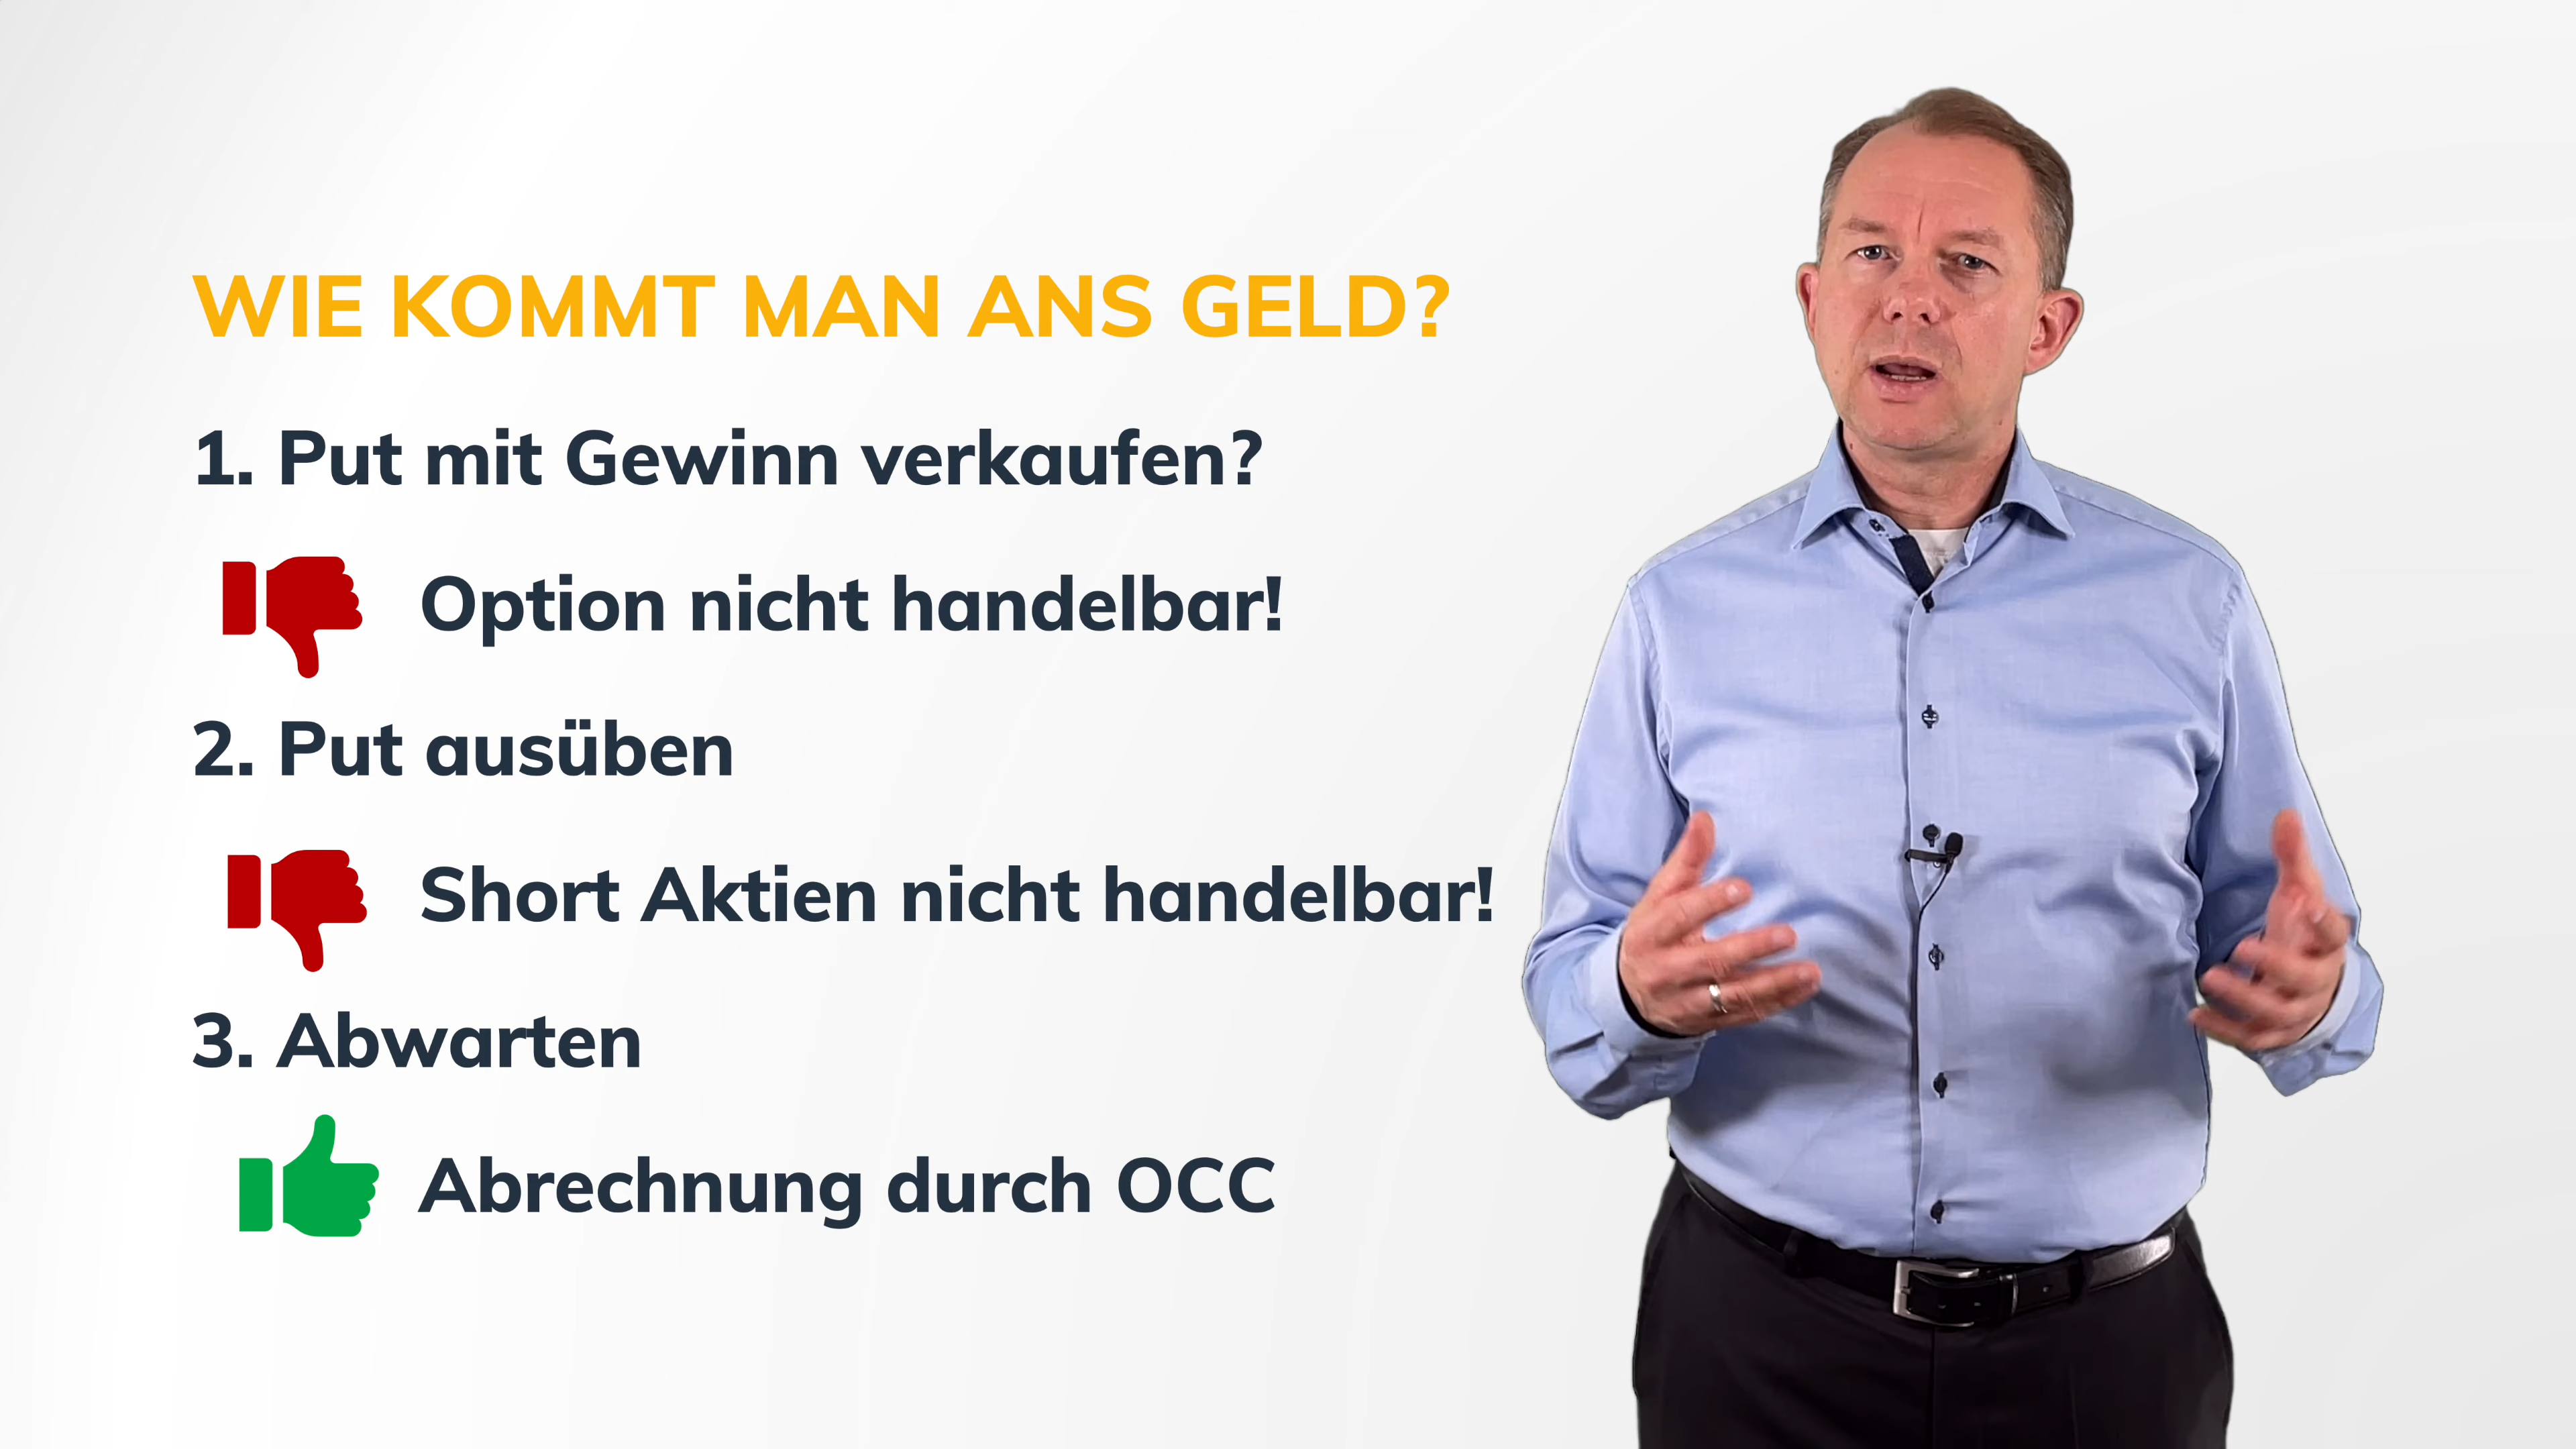 WIE KOMMT MAN ANS GELD?
1. Put mit Gewinn verkaufen?
Option nicht handelbar!
2. Put ausüben
Short Aktien nicht handelbar!
3. Abwarten
Abrechnung durch OCC